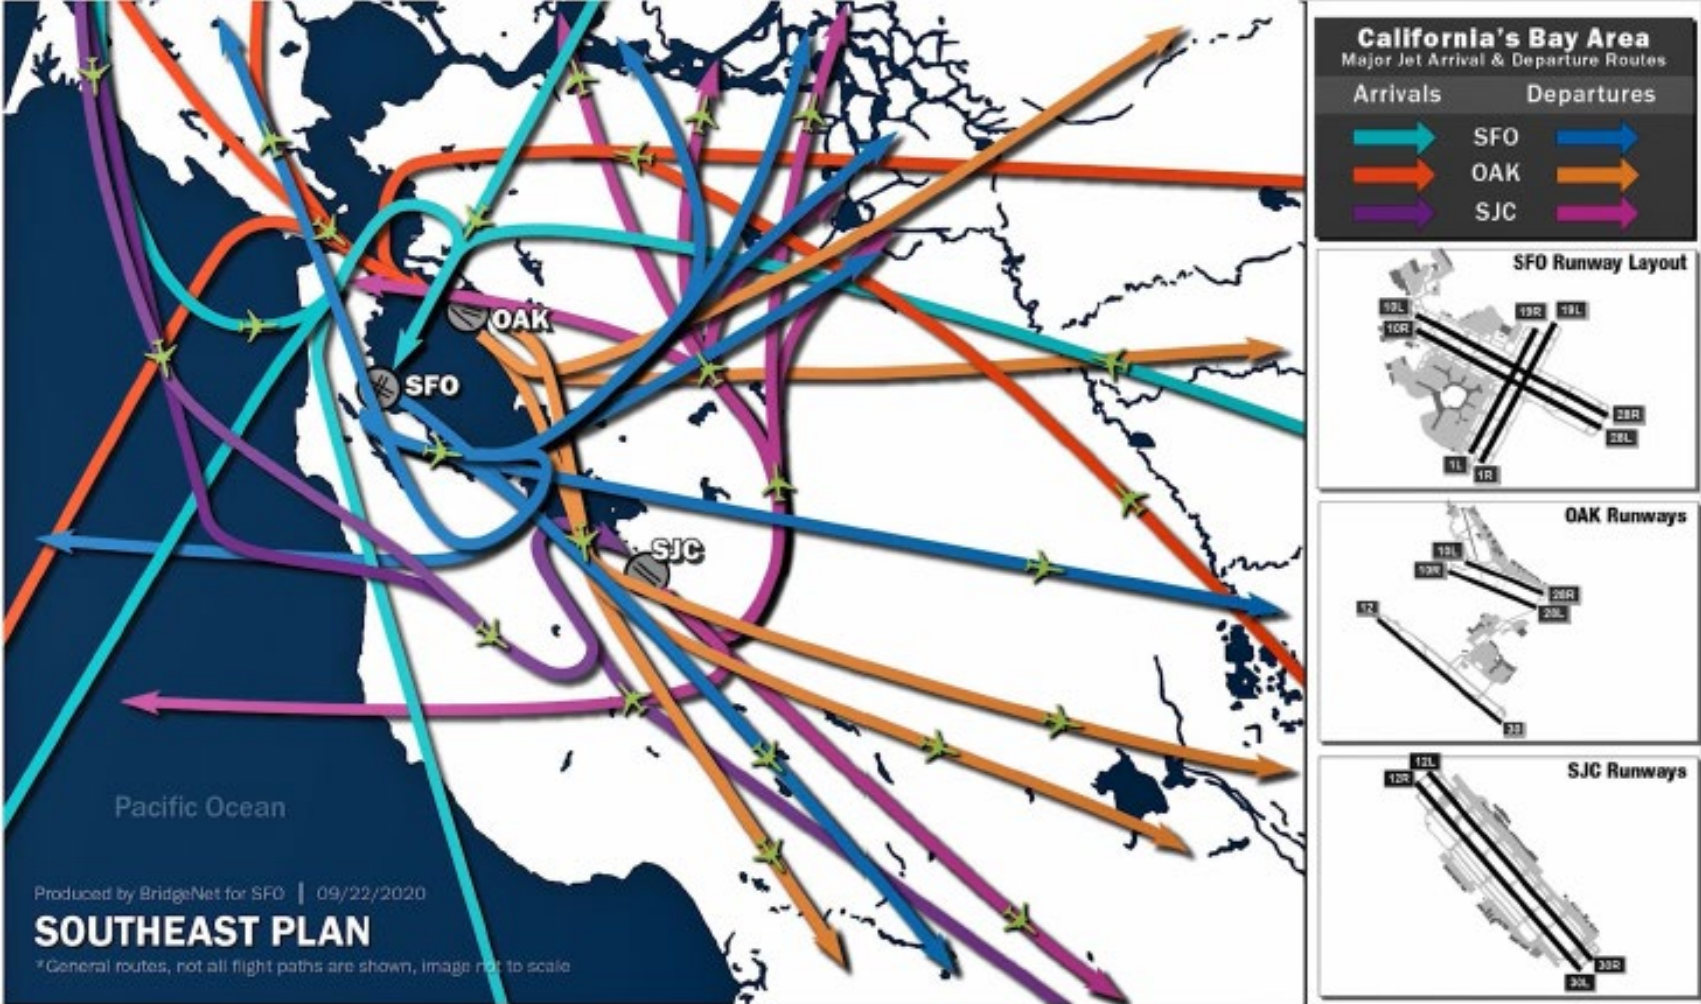 California's Bay Area
Major Jet Arrival & Departure Routes
Arrivals Departures
SFO
OAK
SJC
SFO Runway Layout
10L
10R
19R
19L
28R
28L
1L
1R
OAK Runways
10L
10R
28R
28L
12
30
SJC Runways
12L
12R
30R
30L
OAK
SFO
SJC
Pacific Ocean
Produced by BridgeNet for SFO | 09/22/2020
SOUTHEAST PLAN
*General routes, not all flight paths are shown, image not to scale